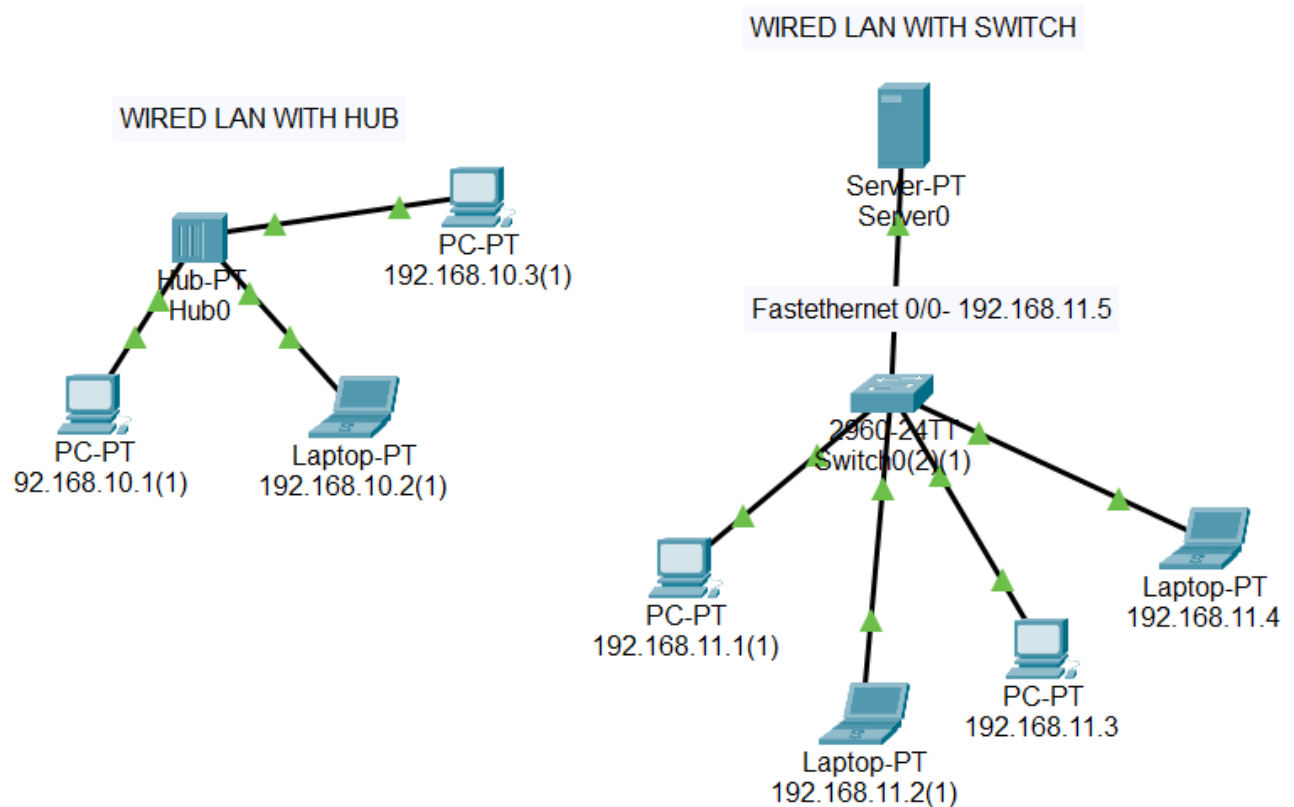 WIRED LAN WITH HUB
PC-PT
192.168.10.3(1)
Hub-PT
Hub0
PC-PT
92.168.10.1(1)
Laptop-PT
192.168.10.2(1)
WIRED LAN WITH SWITCH
Server-PT
Server0
Fastethernet 0/0- 192.168.11.5
2960-24TT
Switch0(2)(1)
PC-PT
192.168.11.1(1)
Laptop-PT
192.168.11.2(1)
PC-PT
192.168.11.3
Laptop-PT
192.168.11.4